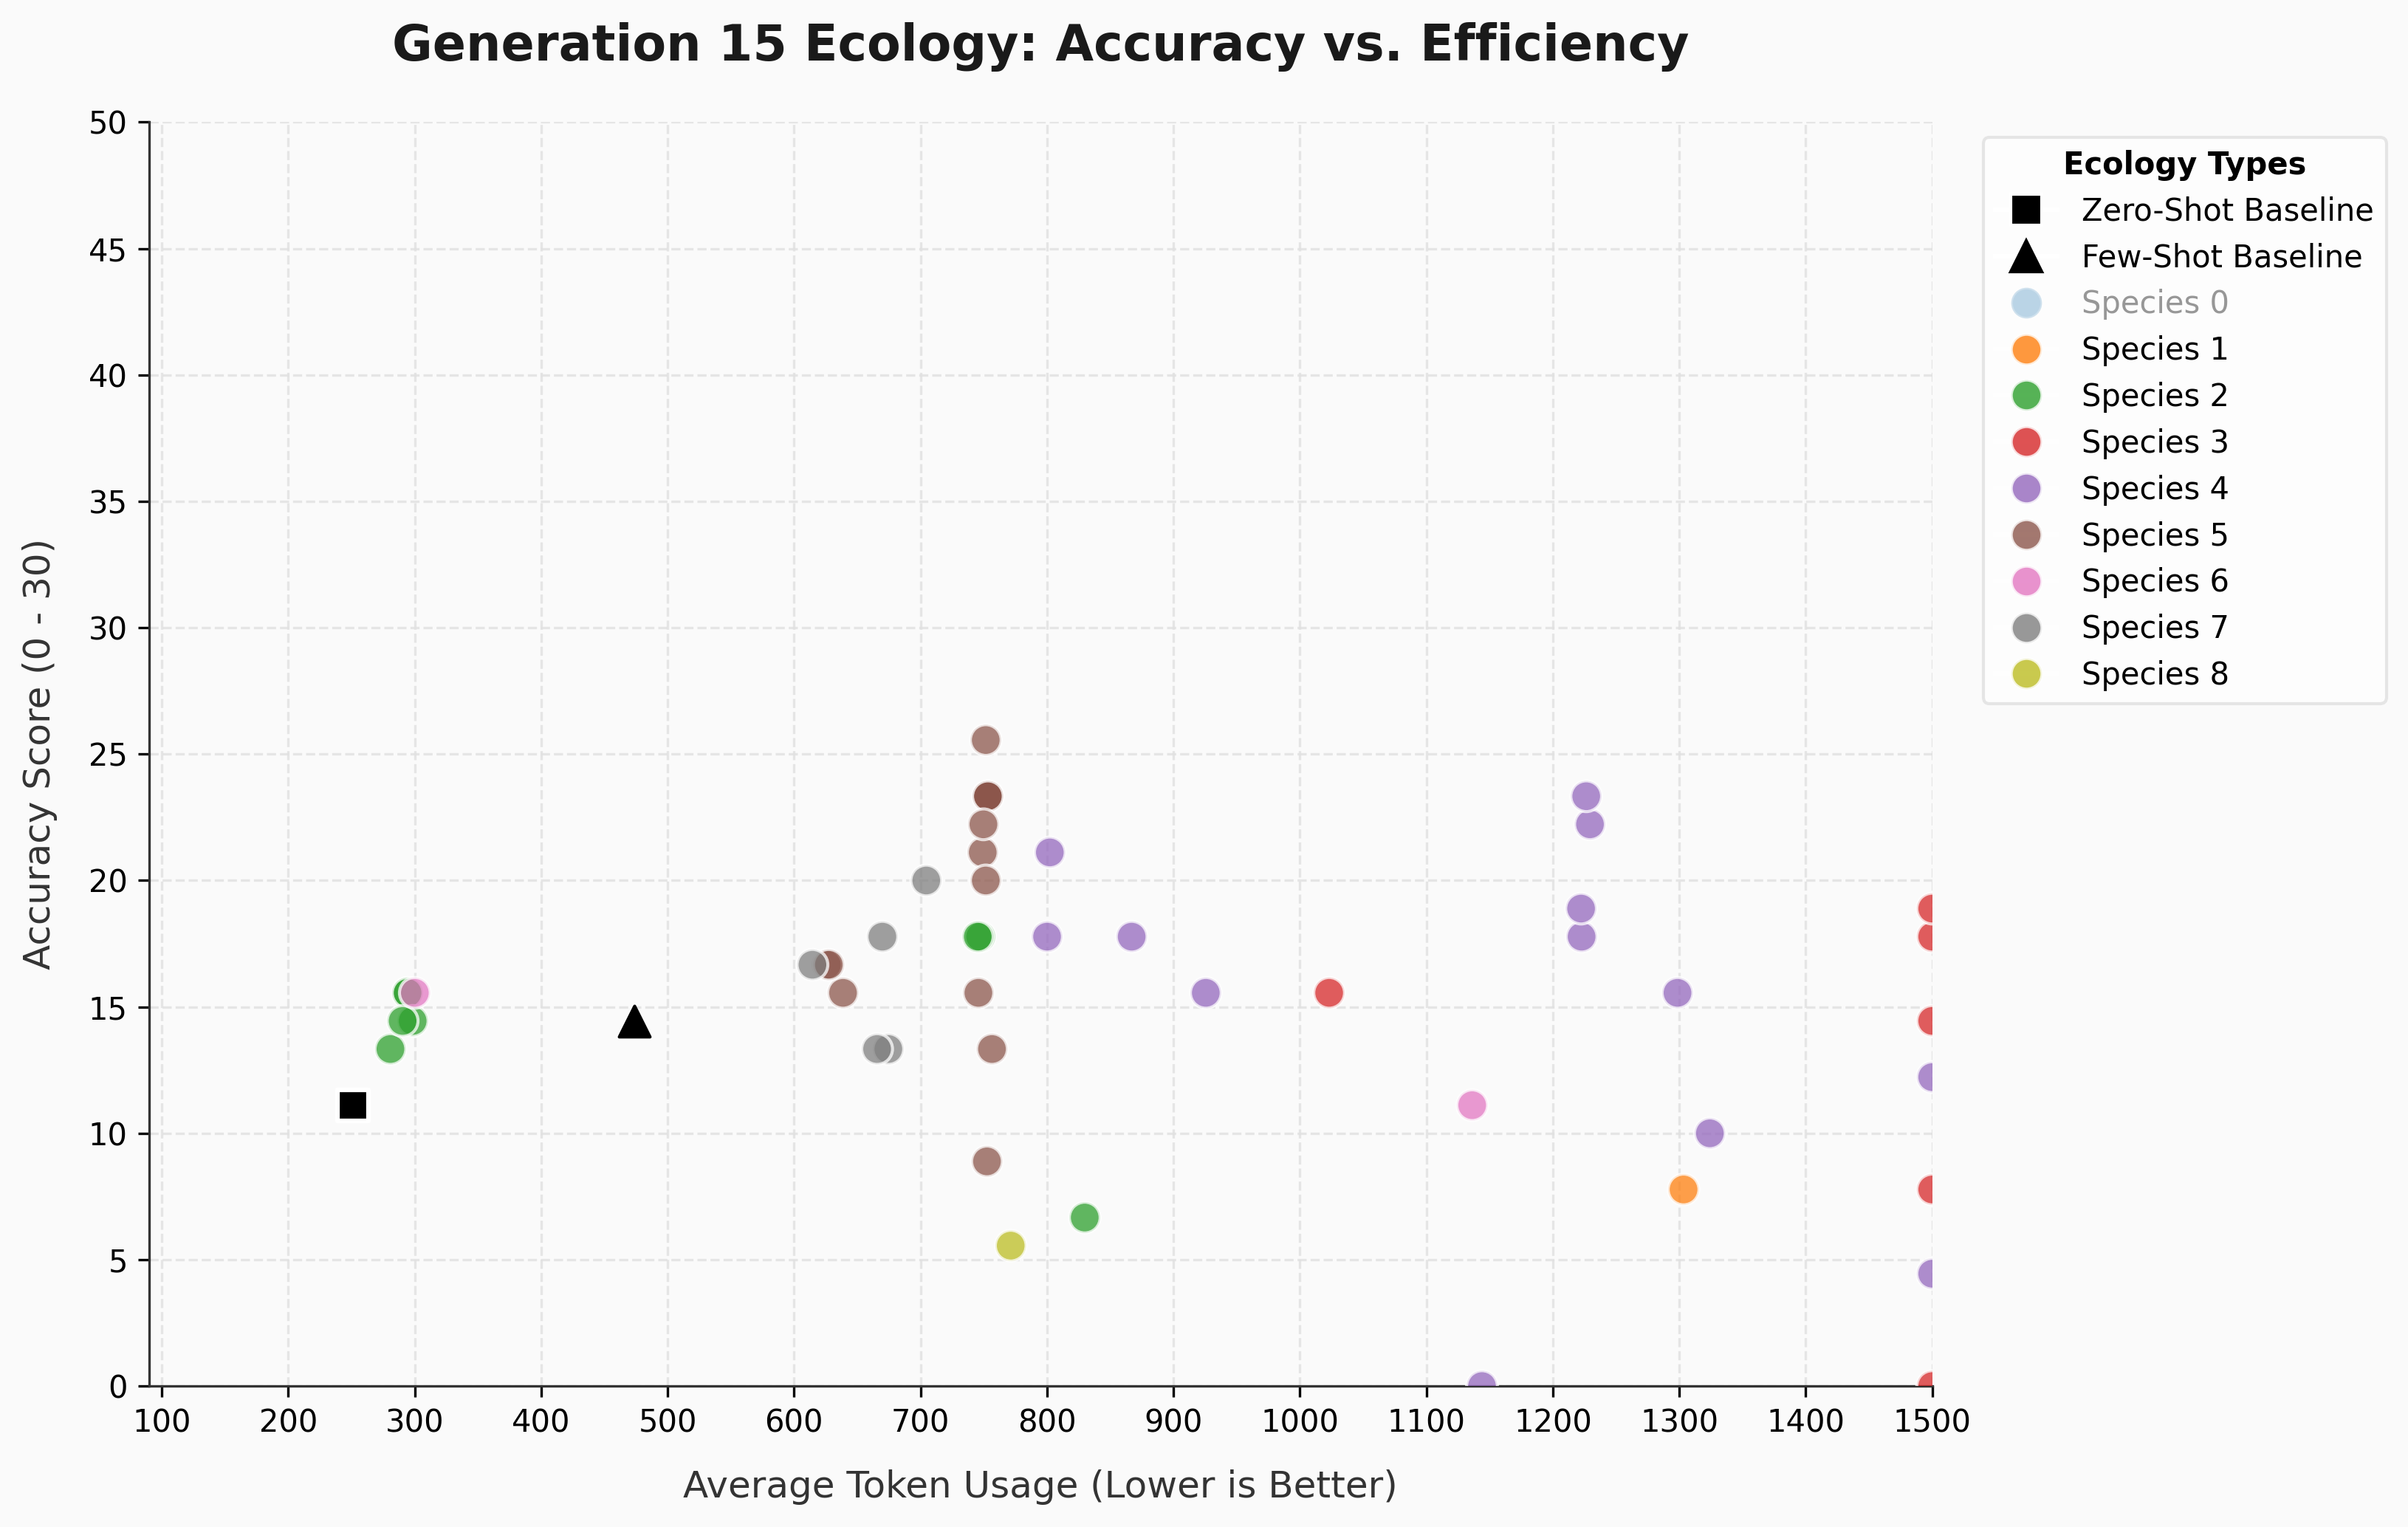 Generation 15 Ecology: Accuracy vs. Efficiency
50
45
40
35
30
25
20
15
10
5
0
Accuracy Score (0 - 30)
100 200 300 400 500 600 700 800 900 1000 1100 1200 1300 1400 1500
Average Token Usage (Lower is Better)
Ecology Types
Zero-Shot Baseline
Few-Shot Baseline
Species 0
Species 1
Species 2
Species 3
Species 4
Species 5
Species 6
Species 7
Species 8